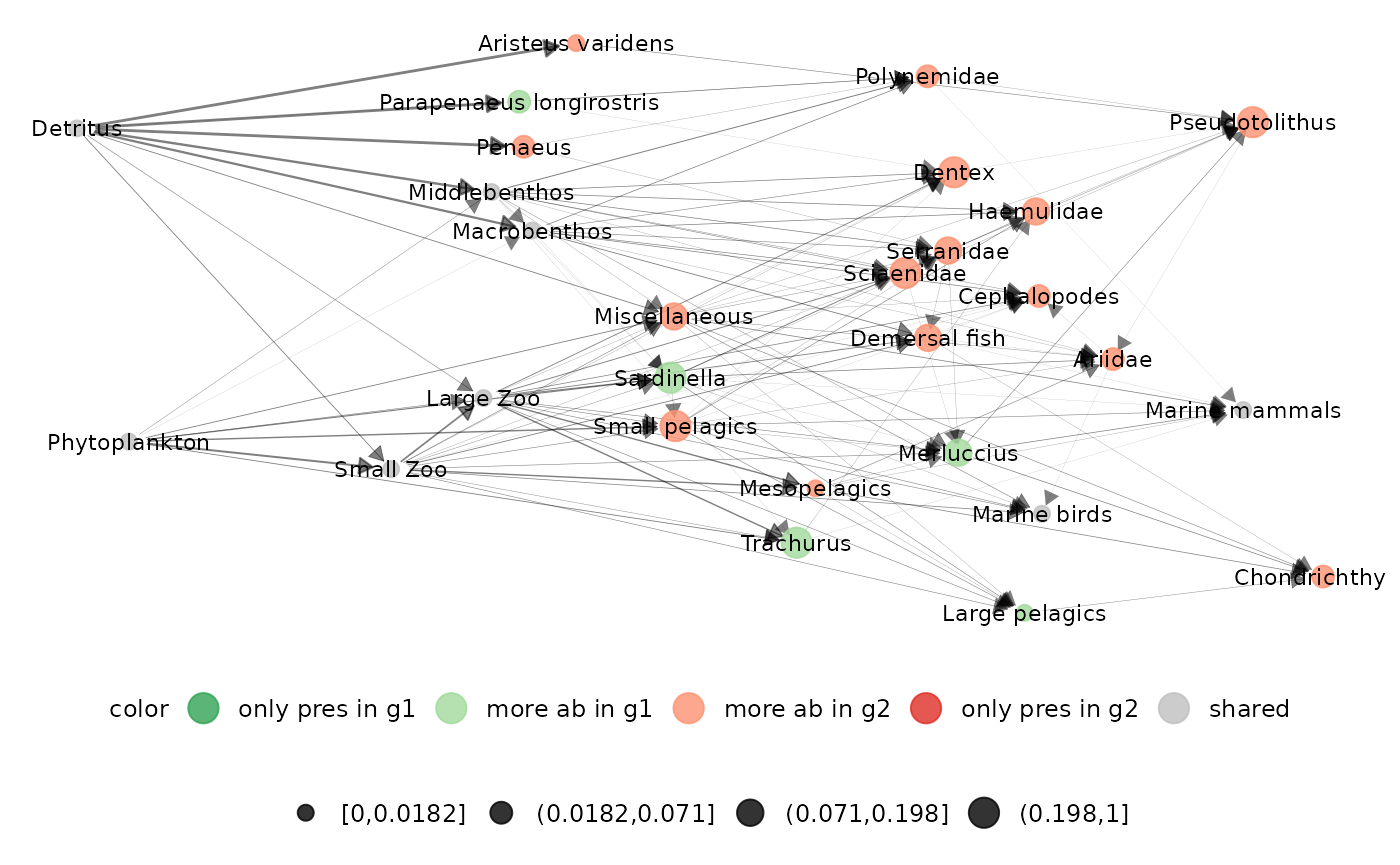 Aristeus varidens
Polynemidae
Parapenaeus longirostris
Pseudotolithus
Detritus
Penaeus
Dentex
Middlebenthos
Haemulidae
Macrobenthos
Serranidae
Sciaenidae
Cephalopodes
Miscellaneous
Demersal fish
Ariidae
Sardinella
Large Zoo
Marine mammals
Small pelagics
Phytoplankton
Merluccius
Small Zoo
Mesopelagics
Marine birds
Trachurus
Chondrichthy
Large pelagics
color only pres in g1 more ab in g1 more ab in g2 only pres in g2 shared
[0,0.0182] (0.0182,0.071] (0.071,0.198] (0.198,1]